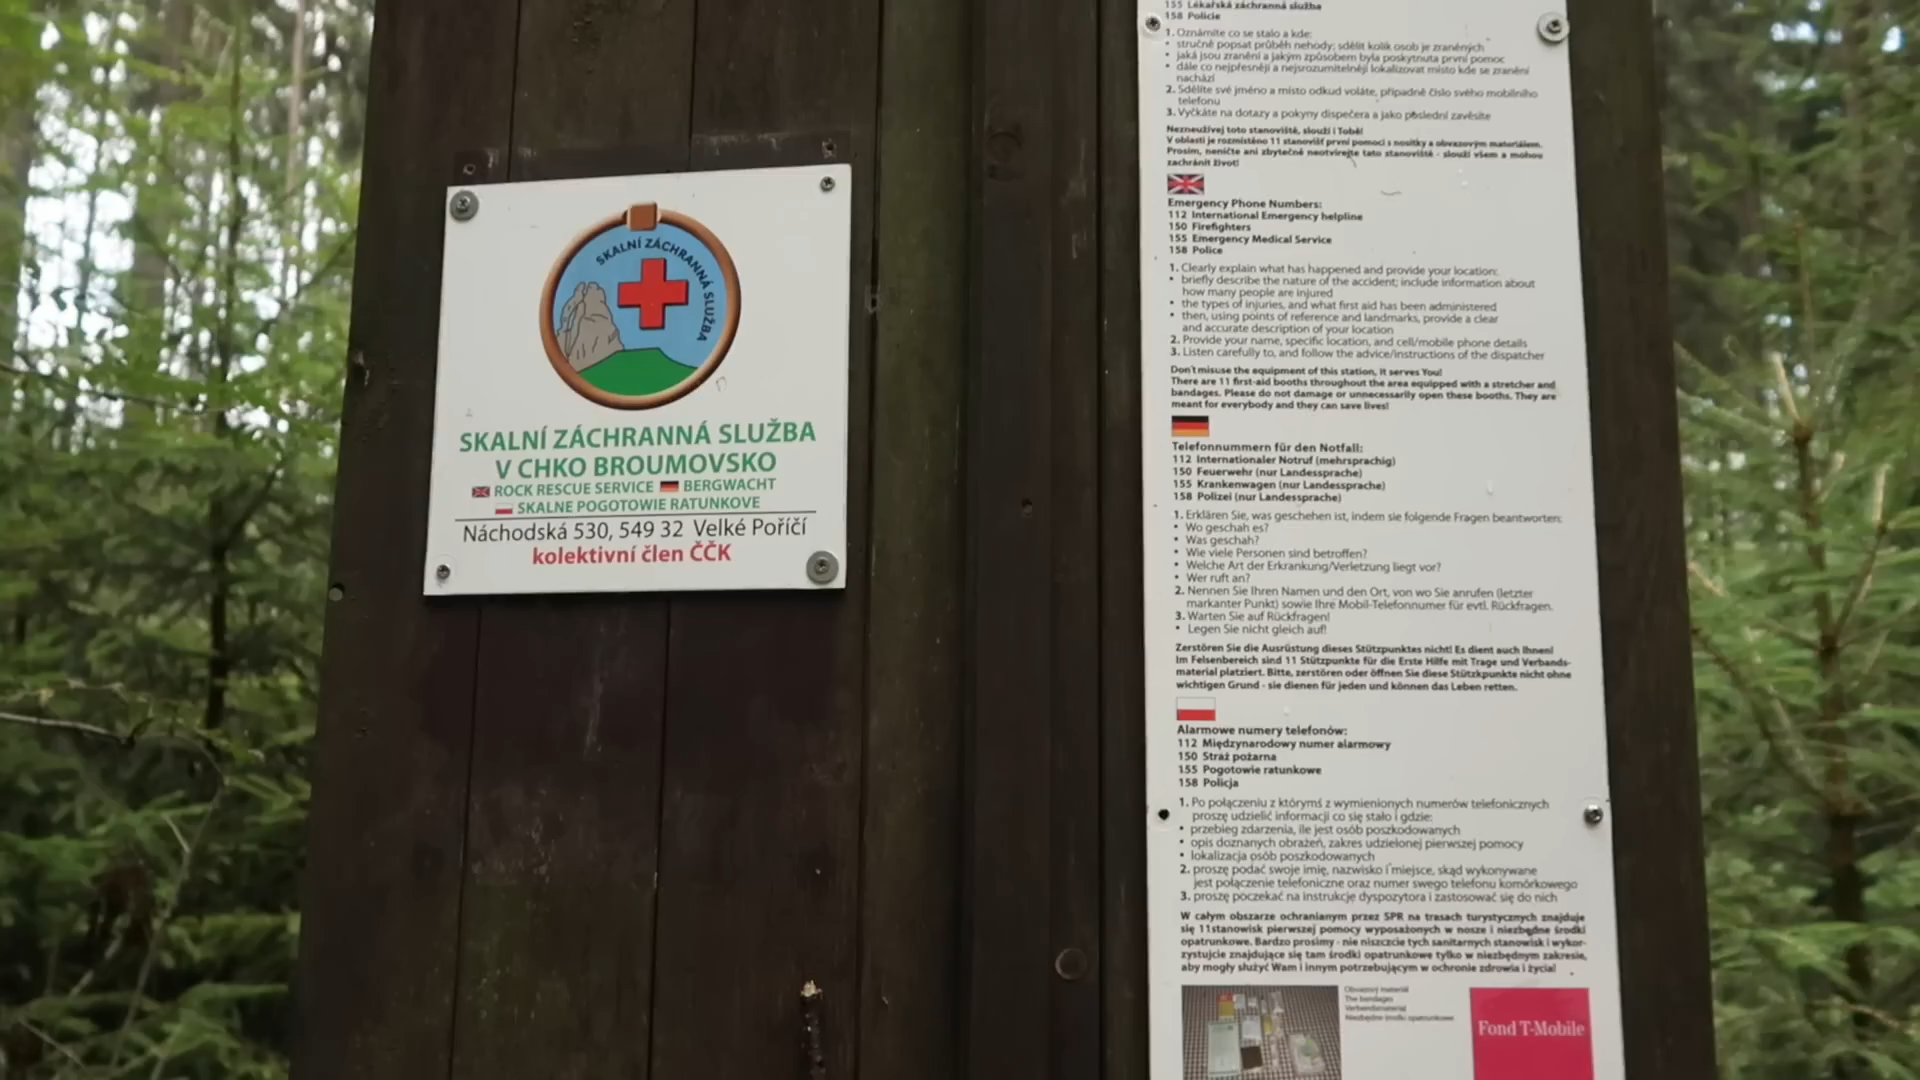 SKALNÍ ZÁCHRANNÁ SLUŽBA
SKALNÍ ZÁCHRANNÁ SLUŽBA
V CHKO BROUMOVSKO
ROCK RESCUE SERVICE BERGWACHT
SKALNE POGOTOWIE RATUNKOVE
Náchodská 530, 549 32 Velké Poříčí
kolektivní člen ČČK
155 Lékařská záchranná služba
158 Policie
1. Oznámíte co se stalo a kde:
• stručně popsat průběh nehody; sdělit kolik osob je zraněných
• jaká jsou zranění a jakým způsobem byla poskytnuta první pomoc
• dále co nejpřesněji a nejsrozumitelněji lokalizovat místo kde se zranění
nachází
2. Sdělíte své jméno a místo odkud voláte, případně číslo svého mobilního
telefonu
3. Vyčkáte na dotazy a pokyny dispečera a jako poslední zavěsíte
Nezneužívej toto stanoviště, slouží i Tobě!
V oblasti je rozmístěno 11 stanovišť první pomoci s nosítky a obvazovým materiálem.
Prosím, neničte ani zbytečně neotvírejte tato stanoviště - slouží všem a mohou
zachránit život!
Emergency Phone Numbers:
112 International Emergency helpline
150 Firefighters
155 Emergency Medical Service
158 Police
1. Clearly explain what has happened and provide your location:
• briefly describe the nature of the accident; include information about
how many people are injured
• the types of injuries, and what first aid has been administered
• then, using points of reference and landmarks, provide a clear
and accurate description of your location
2. Provide your name, specific location, and cell/mobile phone details
3. Listen carefully to, and follow the advice/instructions of the dispatcher
Don't misuse the equipment of this station, it serves You!
There are 11 first-aid booths throughout the area equipped with a stretcher and
bandages. Please do not damage or unnecessarily open these booths. They are
meant for everybody and they can save lives!
Telefonnummern für den Notfall:
112 Internationaler Notruf (mehrsprachig)
150 Feuerwehr (nur Landessprache)
155 Krankenwagen (nur Landessprache)
158 Polizei (nur Landessprache)
1. Erklären Sie, was geschehen ist, indem sie folgende Fragen beantworten:
• Wo geschah es?
• Was geschah?
• Wie viele Personen sind betroffen?
• Welche Art der Erkrankung/Verletzung liegt vor?
• Wer ruft an?
2. Nennen Sie Ihren Namen und den Ort, von wo Sie anrufen (letzter
markanter Punkt) sowie Ihre Mobil-Telefonnumer für evtl. Rückfragen.
3. Warten Sie auf Rückfragen!
• Legen Sie nicht gleich auf!
Zerstören Sie die Ausrüstung dieses Stützpunktes nicht! Es dient auch Ihnen!
Im Felsenbereich sind 11 Stützpunkte für die Erste Hilfe mit Trage und Verbands-
material platziert. Bitte, zerstören oder öffnen Sie diese Stützkpunkte nicht ohne
wichtigen Grund - sie dienen für jeden und können das Leben retten.
Alarmowe numery telefonów:
112 Międzynarodowy numer alarmowy
150 Straż pożarna
155 Pogotowie ratunkowe
158 Policja
1. Po połączeniu z którymś z wymienionych numerów telefonicznych
proszę udzielić informacji co się stało i gdzie:
• przebieg zdarzenia, ile jest osób poszkodowanych
• opis doznanych obrażeń, zakres udzielonej pierwszej pomocy
• lokalizacja osób poszkodowanych
2. proszę podać swoje imię, nazwisko i miejsce, skąd wykonywane
jest połączenie telefoniczne oraz numer swego telefonu komórkowego
3. proszę poczekać na instrukcje dyspozytora i zastosować się do nich
W całym obszarze ochranianym przez SPR na trasach turystycznych znajduje
się 11stanowisk pierwszej pomocy wyposażonych w nosze i niezbędne środki
opatrunkowe. Bardzo prosimy - nie niszczcie tych sanitarnych stanowisk i wykor-
zystujcie znajdujące się tam środki opatrunkowe tylko w niezbędnym zakresie,
aby mogły służyć Wam i innym potrzebującym w ochronie zdrowia i życia!
Obvazový materiál
The bandages
Verbandsmaterial
Niezbędne środki opatrunkowe
Fond T-Mobile